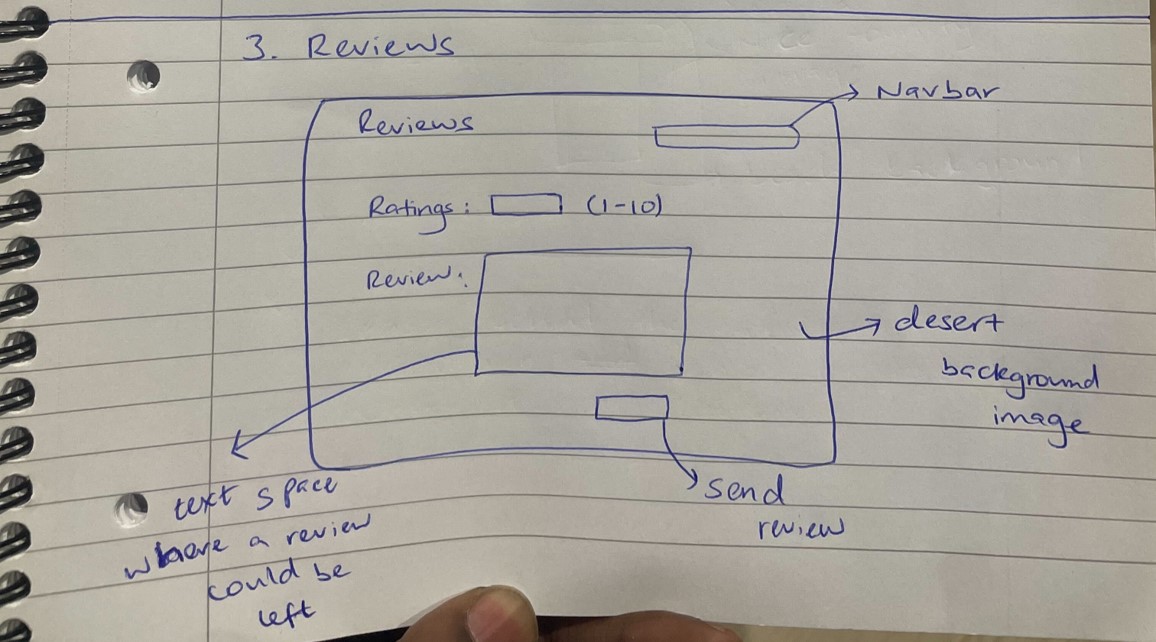 3. Reviews
Navbar
Reviews
Ratings: (1-10)
Review:
desert
background
image
text space
where a review
could be
left
send
review